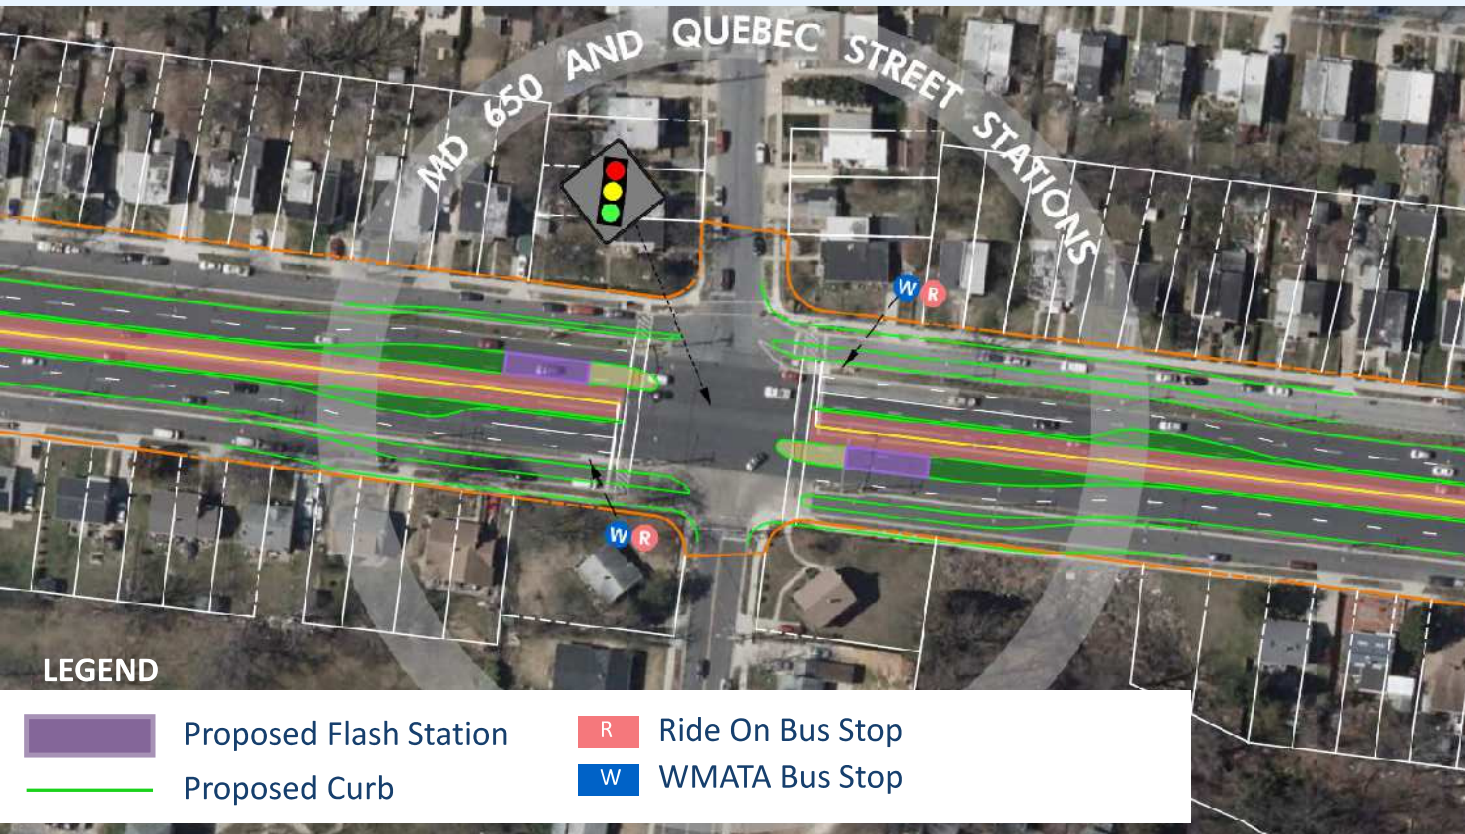 MD 650 AND QUEBEC STREET STATIONS
W R
W R
LEGEND
Proposed Flash Station
R Ride On Bus Stop
Proposed Curb
W WMATA Bus Stop